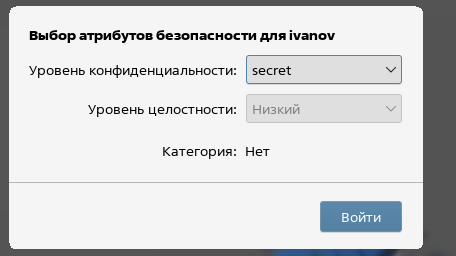 Выбор атрибутов безопасности для ivanov
Уровень конфиденциальности: secret
Уровень целостности: Низкий
Категория: Нет
Войти